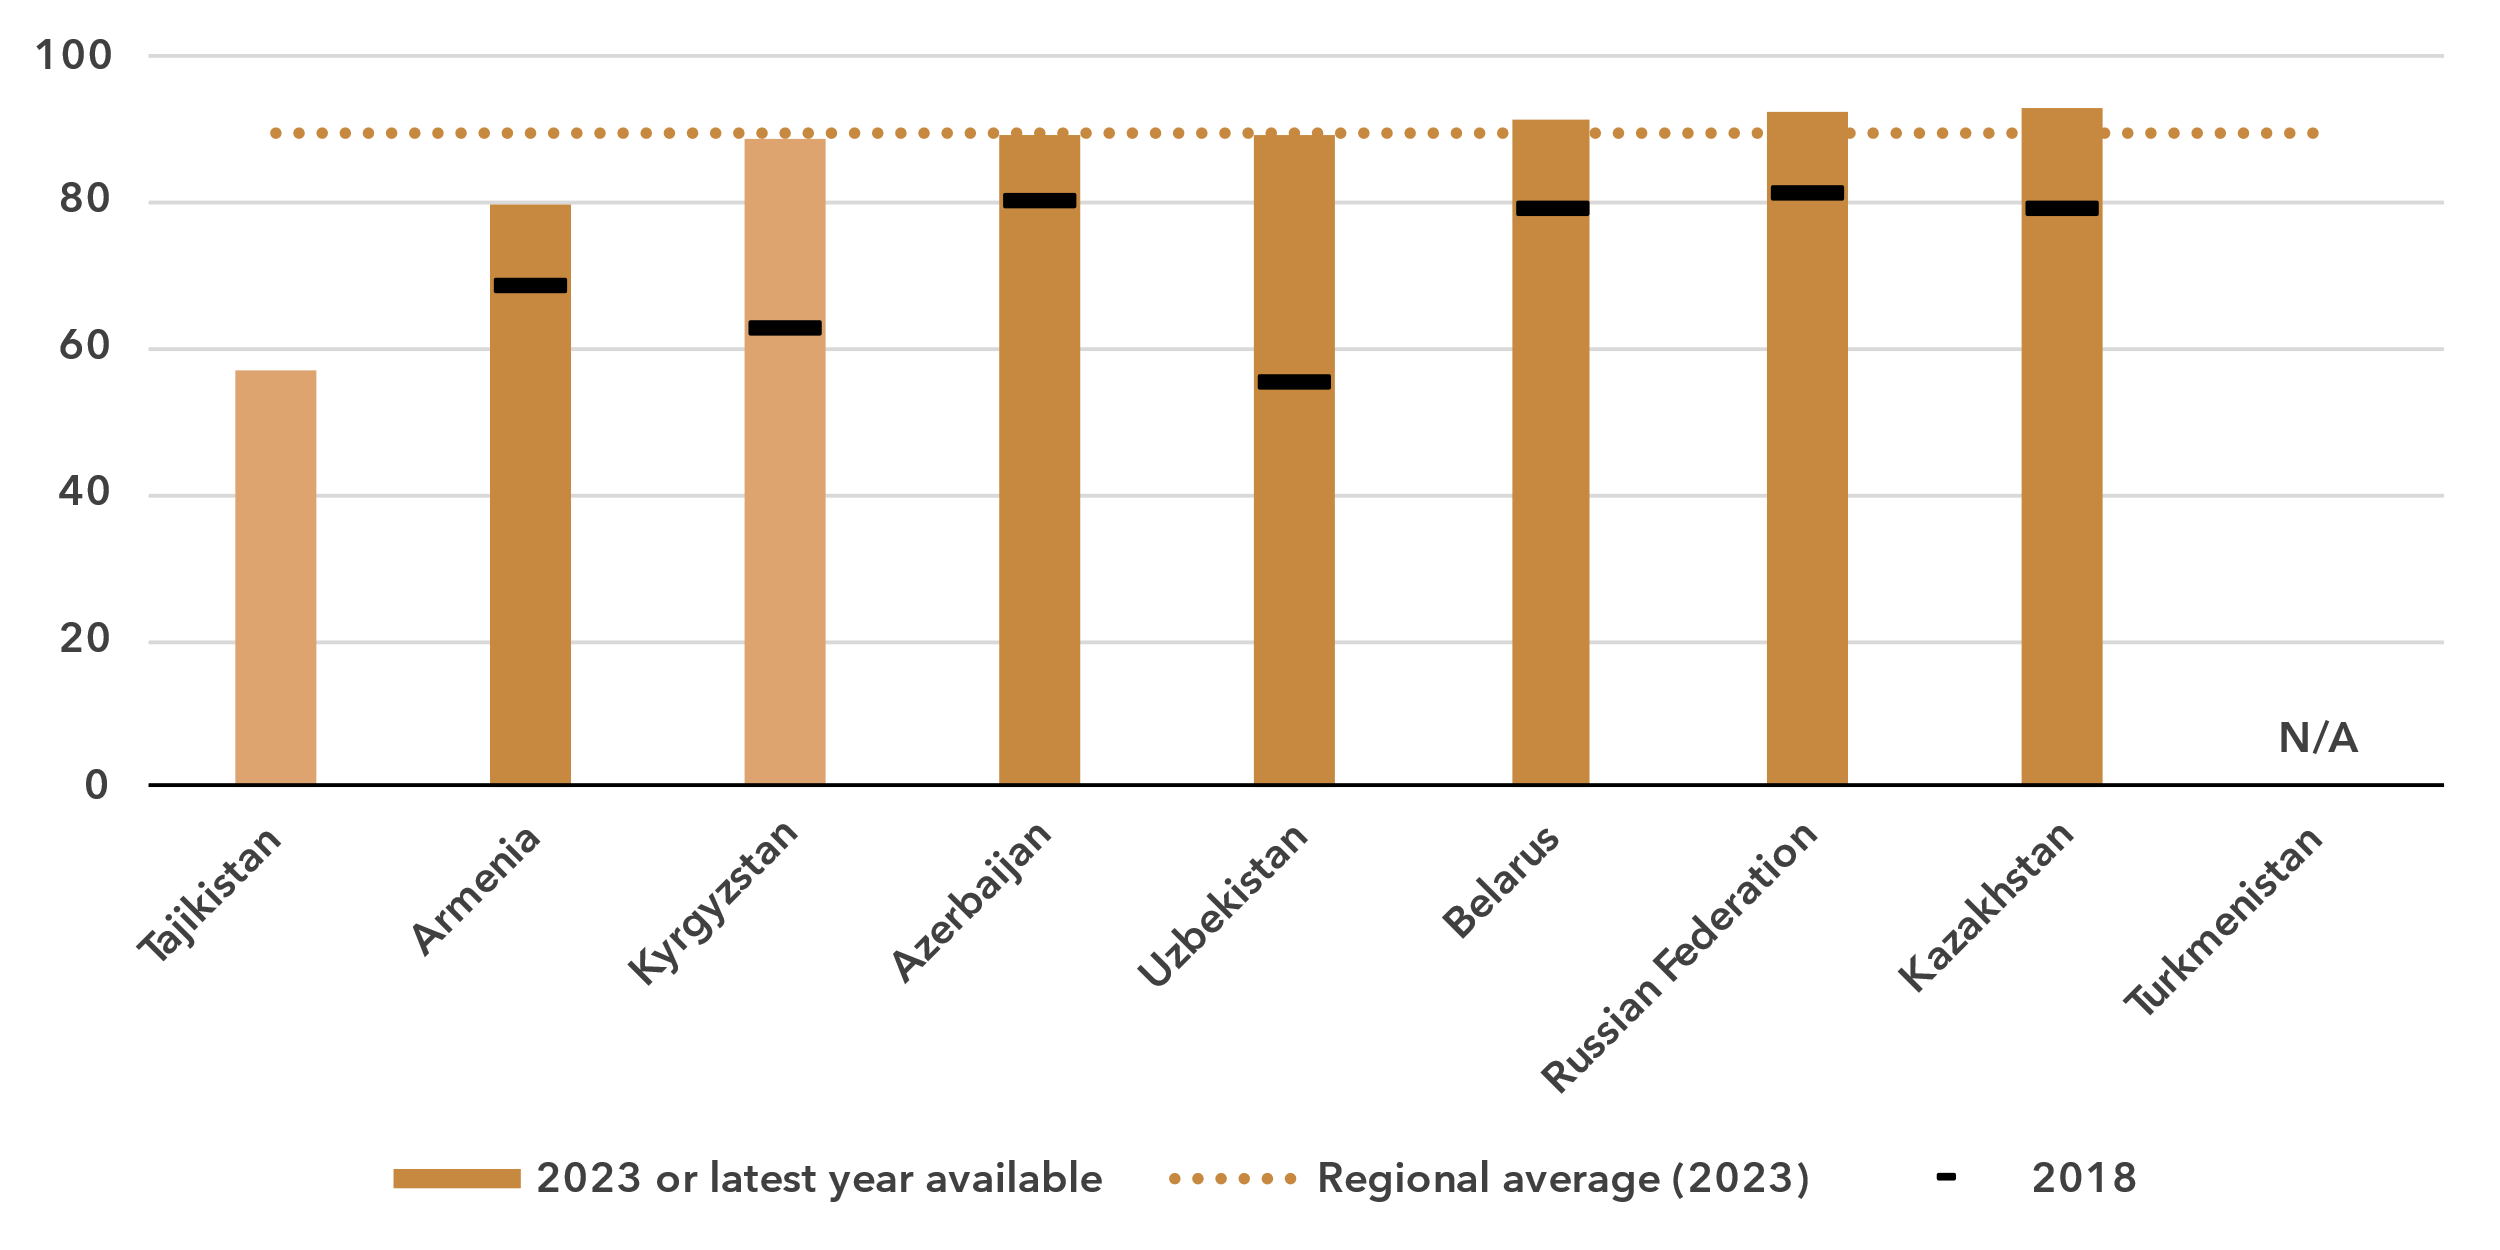 100
80
60
40
20
0
N/A
Tajikistan
Armenia
Kyrgyzstan
Azerbaijan
Uzbekistan
Belarus
Russian Federation
Kazakhstan
Turkmenistan
2023 or latest year available
Regional average (2023)
2018